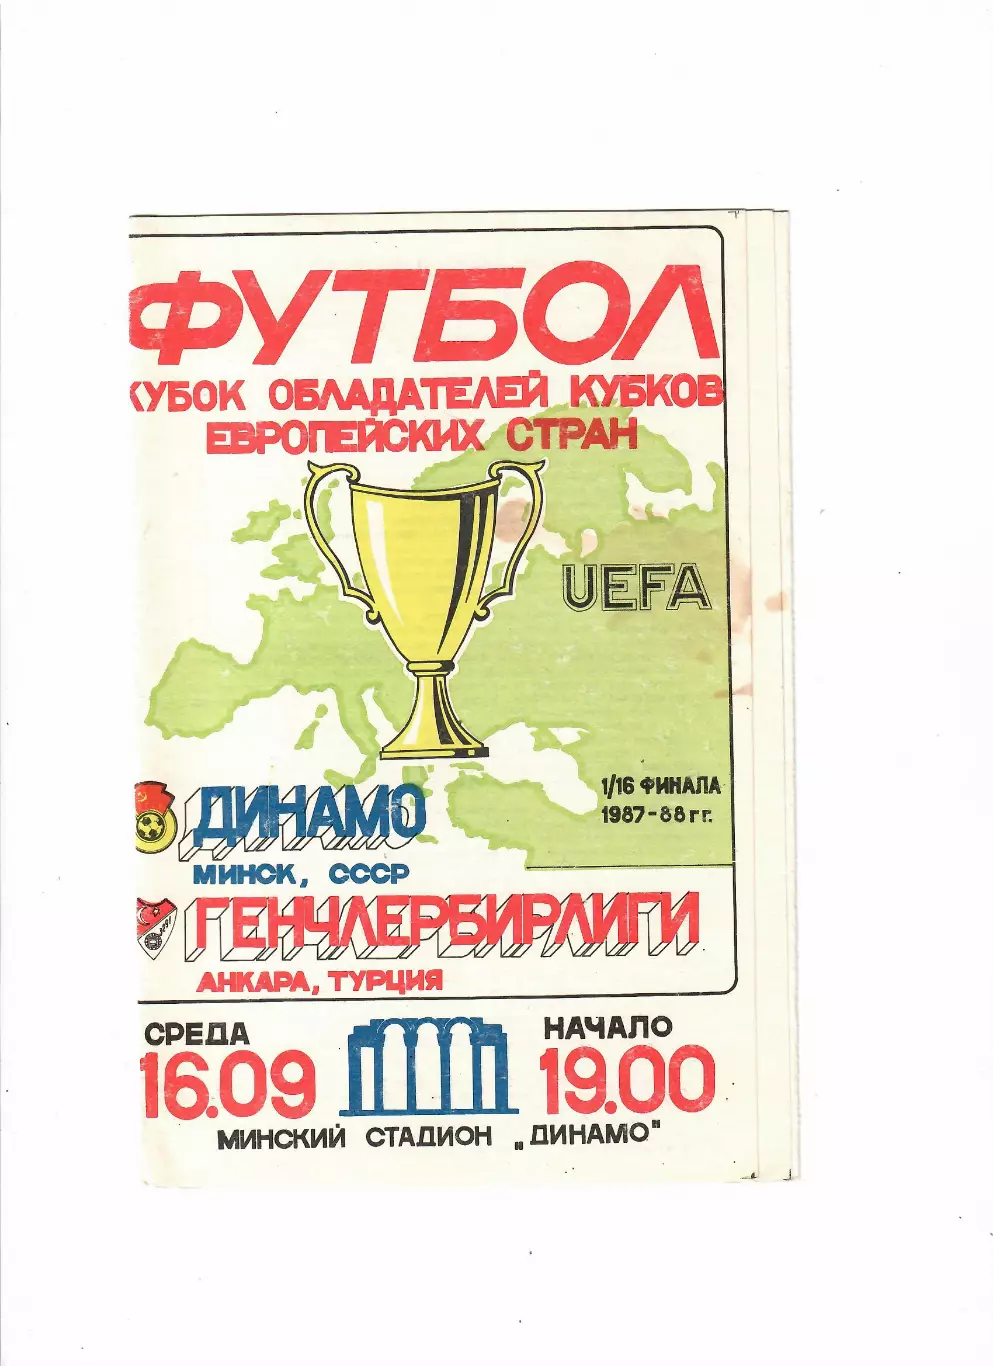 ФУТБОЛ
КУБОК ОБЛАДАТЕЛЕЙ КУБКОВ
ЕВРОПЕЙСКИХ СТРАН
UEFA
1/16 ФИНАЛА
1987-88 гг.
ДИНАМО
МИНСК, СССР
ГЕНЧЛЕРБИРЛИГИ
АНКАРА, ТУРЦИЯ
СРЕДА
16.09
НАЧАЛО
19.00
МИНСКИЙ СТАДИОН „ДИНАМО"